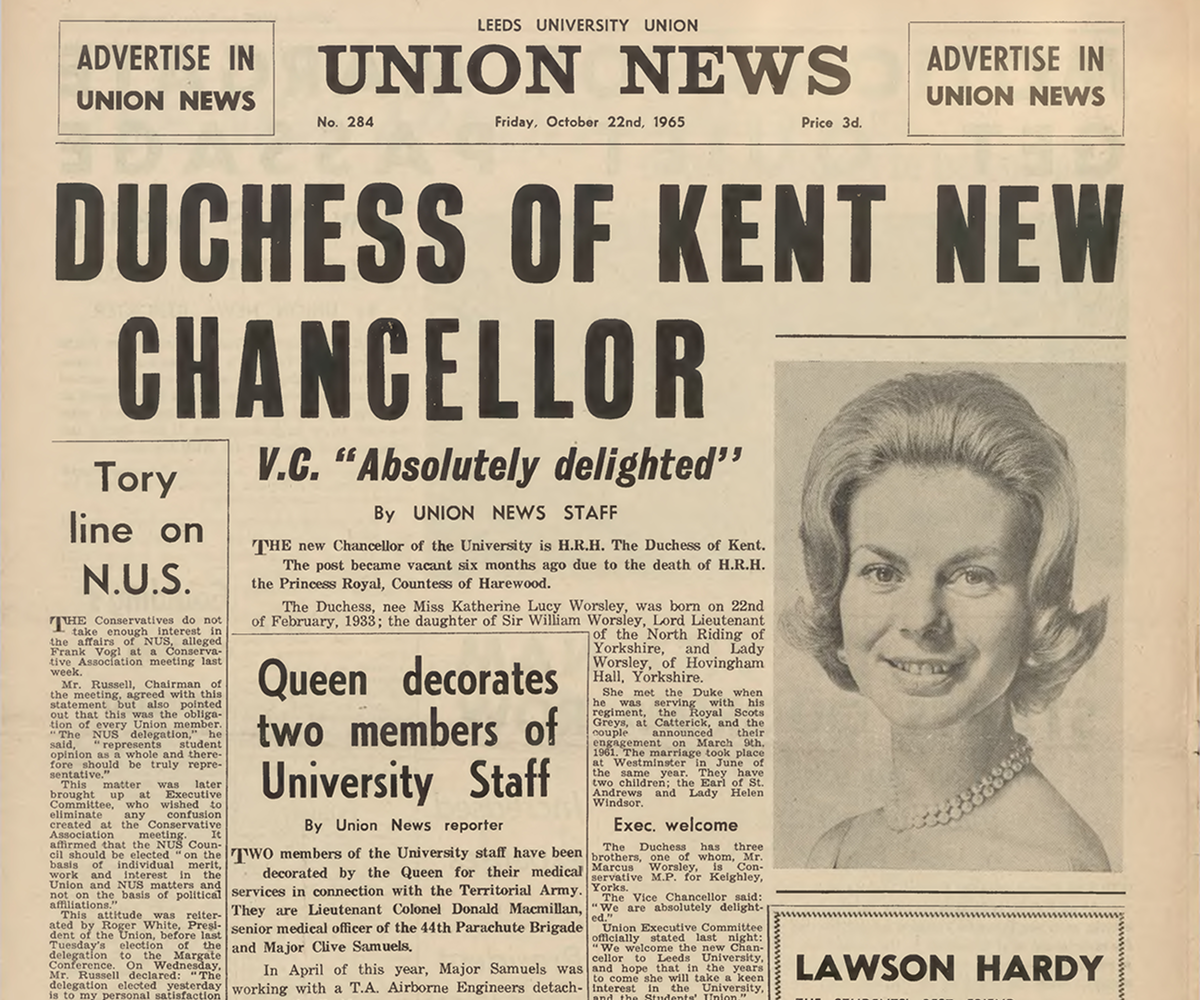 ADVERTISE IN
UNION NEWS
LEEDS UNIVERSITY UNION
UNION NEWS
No. 284 Friday, October 22nd, 1965 Price 3d.
ADVERTISE IN
UNION NEWS
DUCHESS OF KENT NEW
CHANCELLOR
Tory
line on
N.U.S.
THE Conservatives do not
take enough interest in
the affairs of NUS, alleged
Frank Vogl at a Conserva-
tive Association meeting last
week.
Mr. Russell, Chairman of
the meeting, agreed with this
statement but also pointed
out that this was the obliga-
tion of every Union member.
"The NUS delegation," he
said, "represents student
opinion as a whole and there-
fore should be truly repre-
sentative."
This matter was later
brought up at Executive
Committee, who wished to
eliminate any confusion
created at the Conservative
Association meeting. It
affirmed that the NUS Coun-
cil should be elected "on the
basis of individual merit,
work and interest in the
Union and NUS matters and
not on the basis of political
affiliations."
This attitude was reiter-
ated by Roger White, Presi-
dent of the Union, before last
Tuesday's election of the
delegation to the Margate
Conference. On Wednesday,
Mr. Russell declared: "The
delegation elected yesterday
is to my personal satisfaction
V.C. "Absolutely delighted"
By UNION NEWS STAFF
THE new Chancellor of the University is H.R.H. The Duchess of Kent.
The post became vacant six months ago due to the death of H.R.H.
the Princess Royal, Countess of Harewood.
The Duchess, nee Miss Katherine Lucy Worsley, was born on 22nd
of February, 1933; the daughter of Sir William Worsley, Lord Lieutenant
of the North Riding of
Yorkshire, and Lady
Worsley, of Hovingham
Hall, Yorkshire.
She met the Duke when
he was serving with his
regiment, the Royal Scots
Greys, at Catterick, and the
couple announced their
engagement on March 9th,
1961. The marriage took place
at Westminster in June of
the same year. They have
two children; the Earl of St.
Andrews and Lady Helen
Windsor.
Exec. welcome
The Duchess has three
brothers, one of whom, Mr.
Marcus Worsley, is Con-
servative M.P. for Keighley,
Yorks.
The Vice Chancellor said:
"We are absolutely delight-
ed."
Union Executive Committee
officially stated last night:
"We welcome the new Chan-
cellor to Leeds University,
and hope that in the years
to come she will take a keen
interest in the University,
and the Students' Union."
Queen decorates
two members of
University Staff
By Union News reporter
TWO members of the University staff have been
decorated by the Queen for their medical
services in connection with the Territorial Army.
They are Lieutenant Colonel Donald Macmillan,
senior medical officer of the 44th Parachute Brigade
and Major Clive Samuels.
In April of this year, Major Samuels was
working with a T.A. Airborne Engineers detach-
LAWSON HARDY